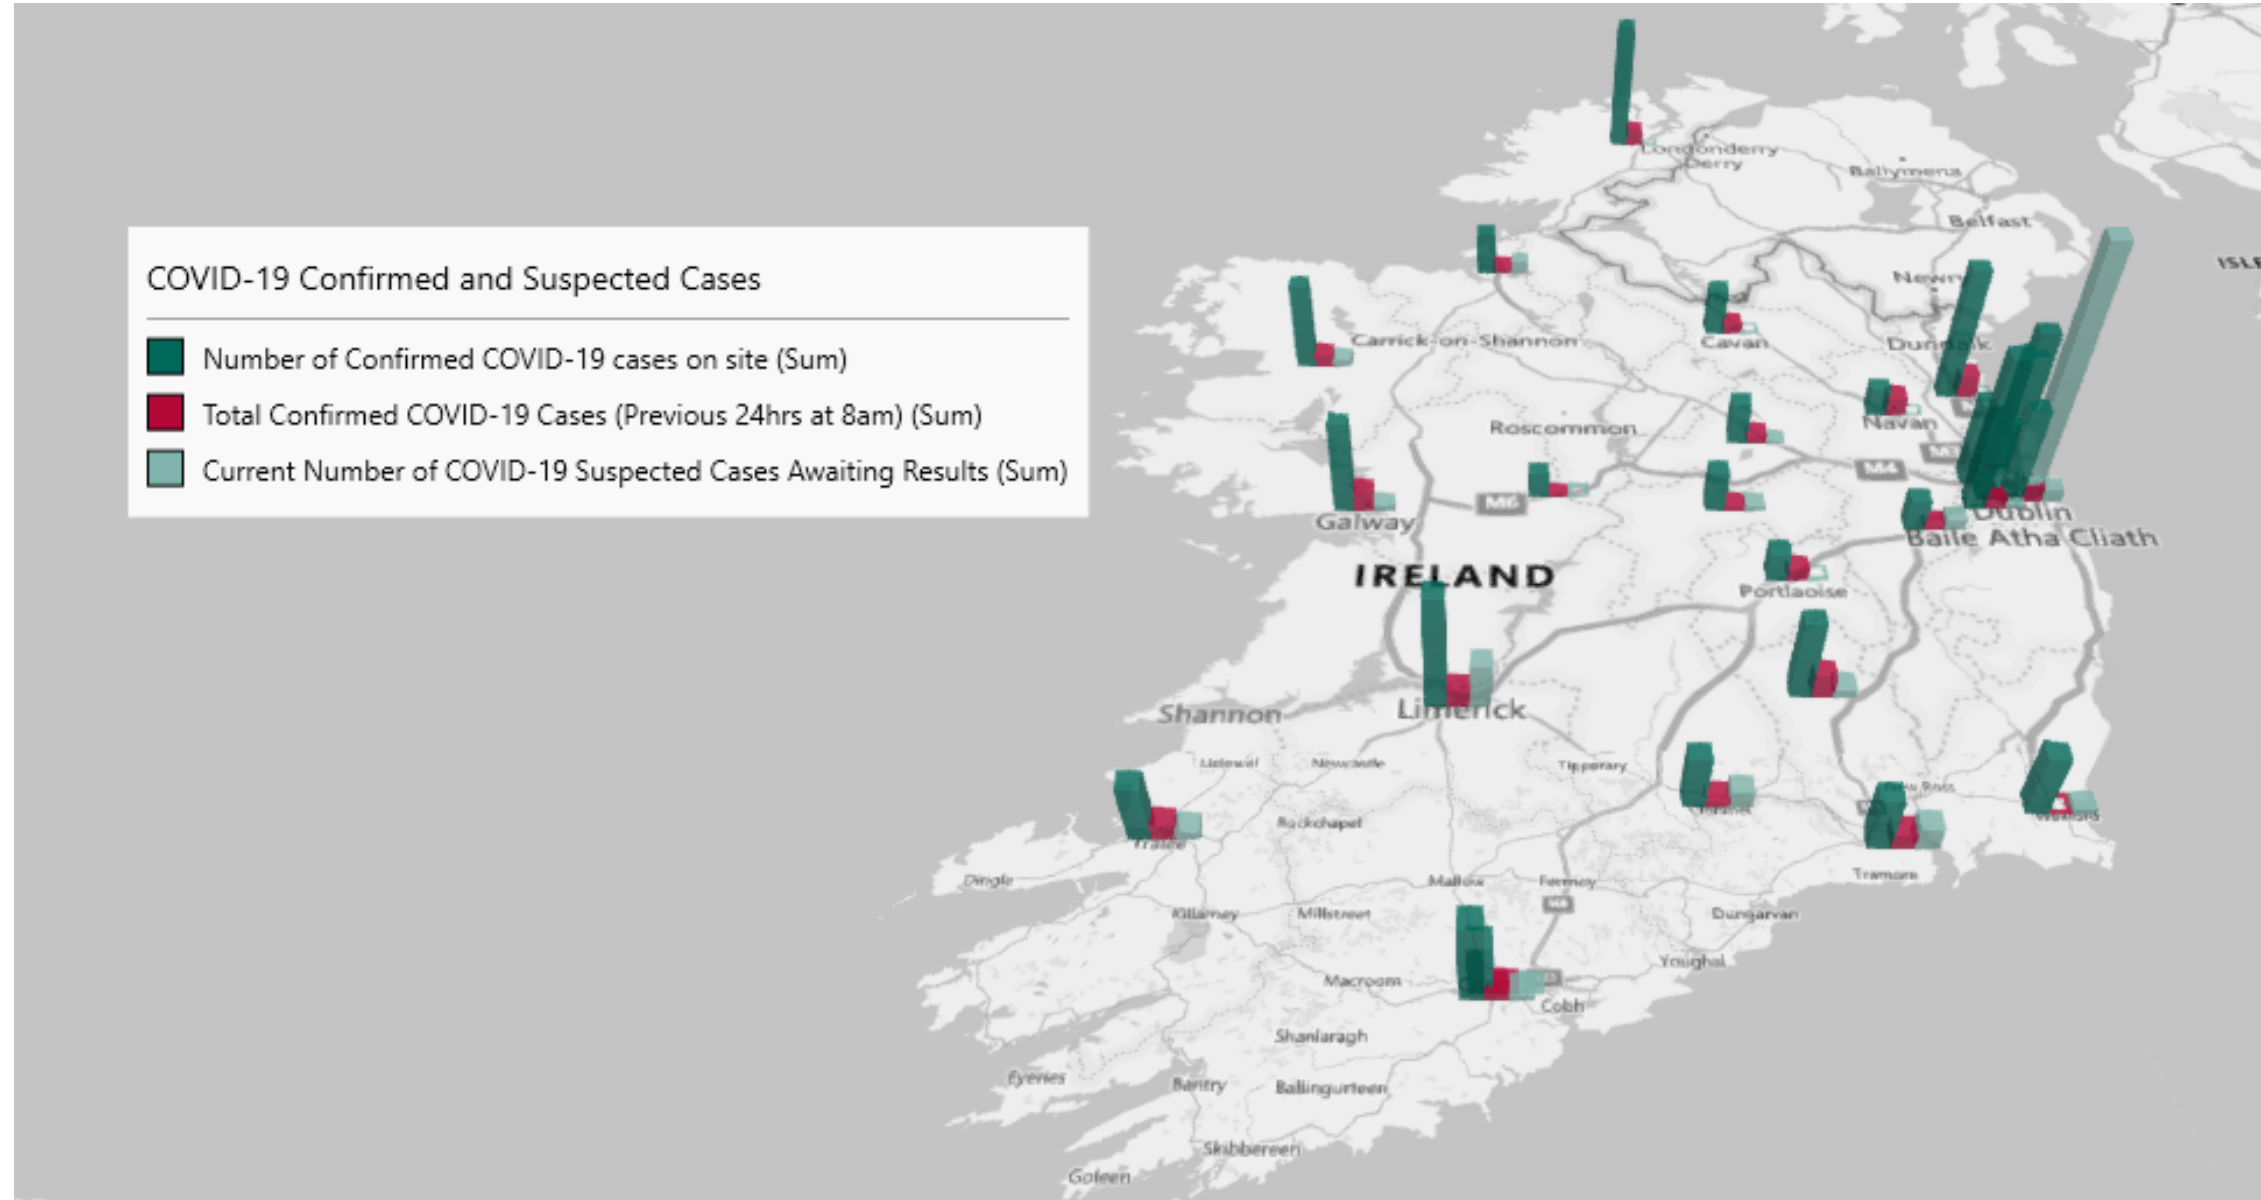 COVID-19 Confirmed and Suspected Cases
Number of Confirmed COVID-19 cases on site (Sum)
Total Confirmed COVID-19 Cases (Previous 24hrs at 8am) (Sum)
Current Number of COVID-19 Suspected Cases Awaiting Results (Sum)
Londonderry
Derry
Ballymena
Belfast
Newry
Carrick-on-Shannon
Cavan
Navan
Roscommon
M4
M6
Galway
Dublin
Baile Atha Cliath
IRELAND
Portlaoise
Limerick
Shannon
Listowel
Newcastle
Tipperary
Rockchapel
Tralee
Tramore
Dingle
Mallow
Fermoy
Killarney
Millstreet
Dungarvan
Macroom
Youghal
Cobh
Shanlaragh
Eyeries
Bantry
Ballingurteen
Skibbereen
Goleen